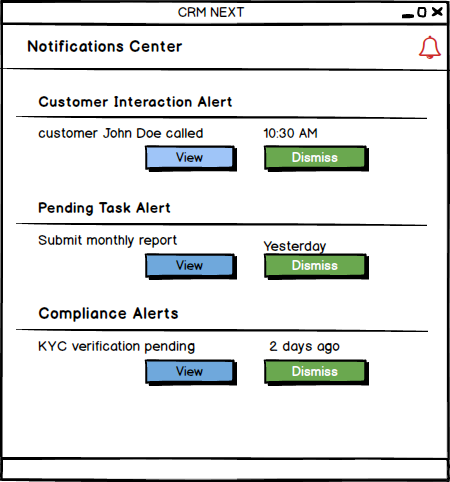 CRM NEXT
Notifications Center
Customer Interaction Alert
customer John Doe called 10:30 AM
View Dismiss
Pending Task Alert
Submit monthly report Yesterday
View Dismiss
Compliance Alerts
KYC verification pending 2 days ago
View Dismiss